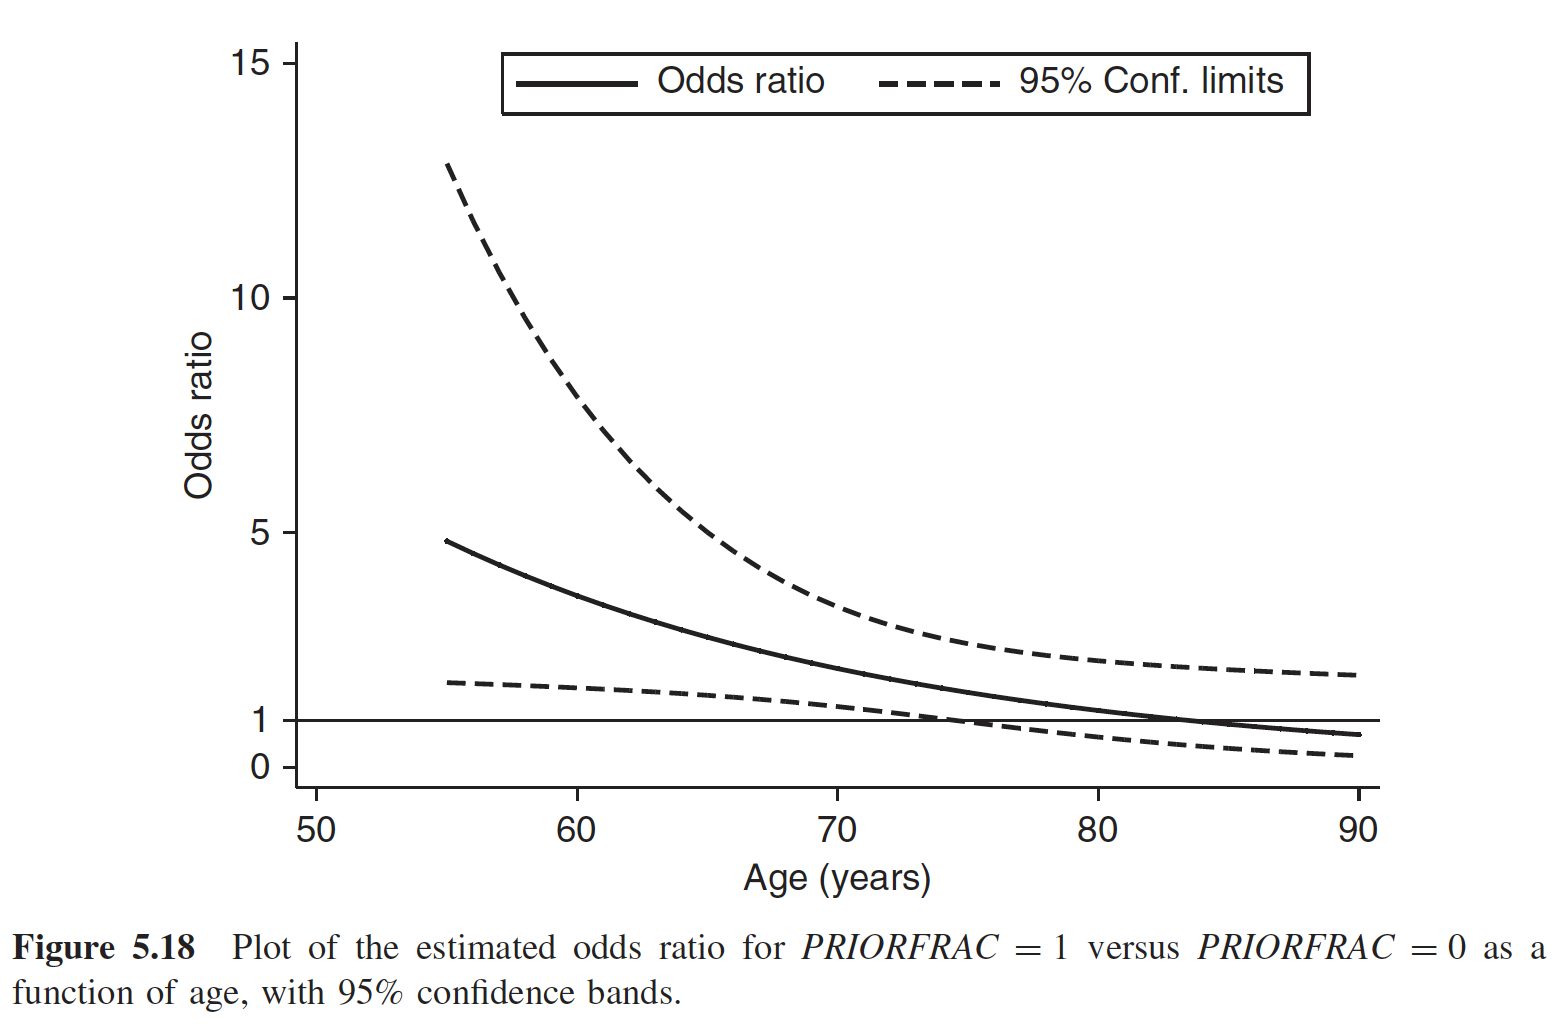 15
Odds ratio 95% Conf. limits
10
Odds ratio
5
1
0
50 60 70 80 90
Age (years)
Figure 5.18 Plot of the estimated odds ratio for PRIORFRAC = 1 versus PRIORFRAC = 0 as a
function of age, with 95% confidence bands.